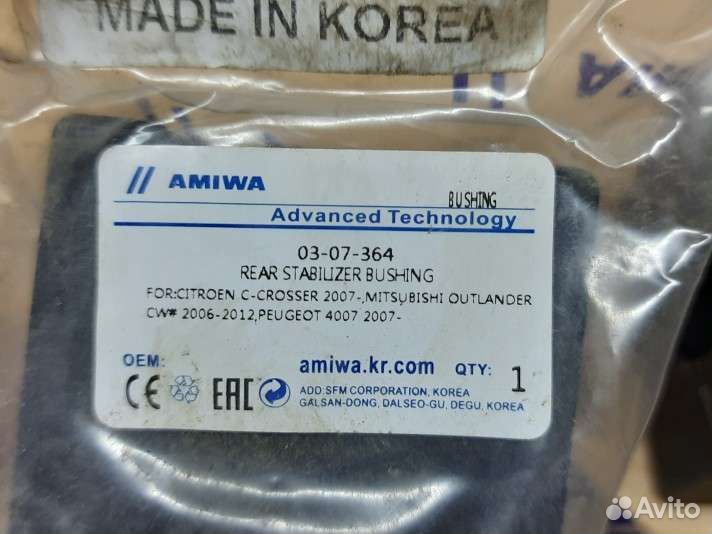 MADE IN KOREA
AMIWA
BUSHING
Advanced Technology
03-07-364
REAR STABILIZER BUSHING
FOR:CITROEN C-CROSSER 2007-,MITSUBISHI OUTLANDER
CW# 2006-2012,PEUGEOT 4007 2007-
OEM:
amiwa.kr.com QTY: 1
CE EAC
ADD:SFM CORPORATION, KOREA
GALSAN-DONG, DALSEO-GU, DEGU, KOREA
Avito